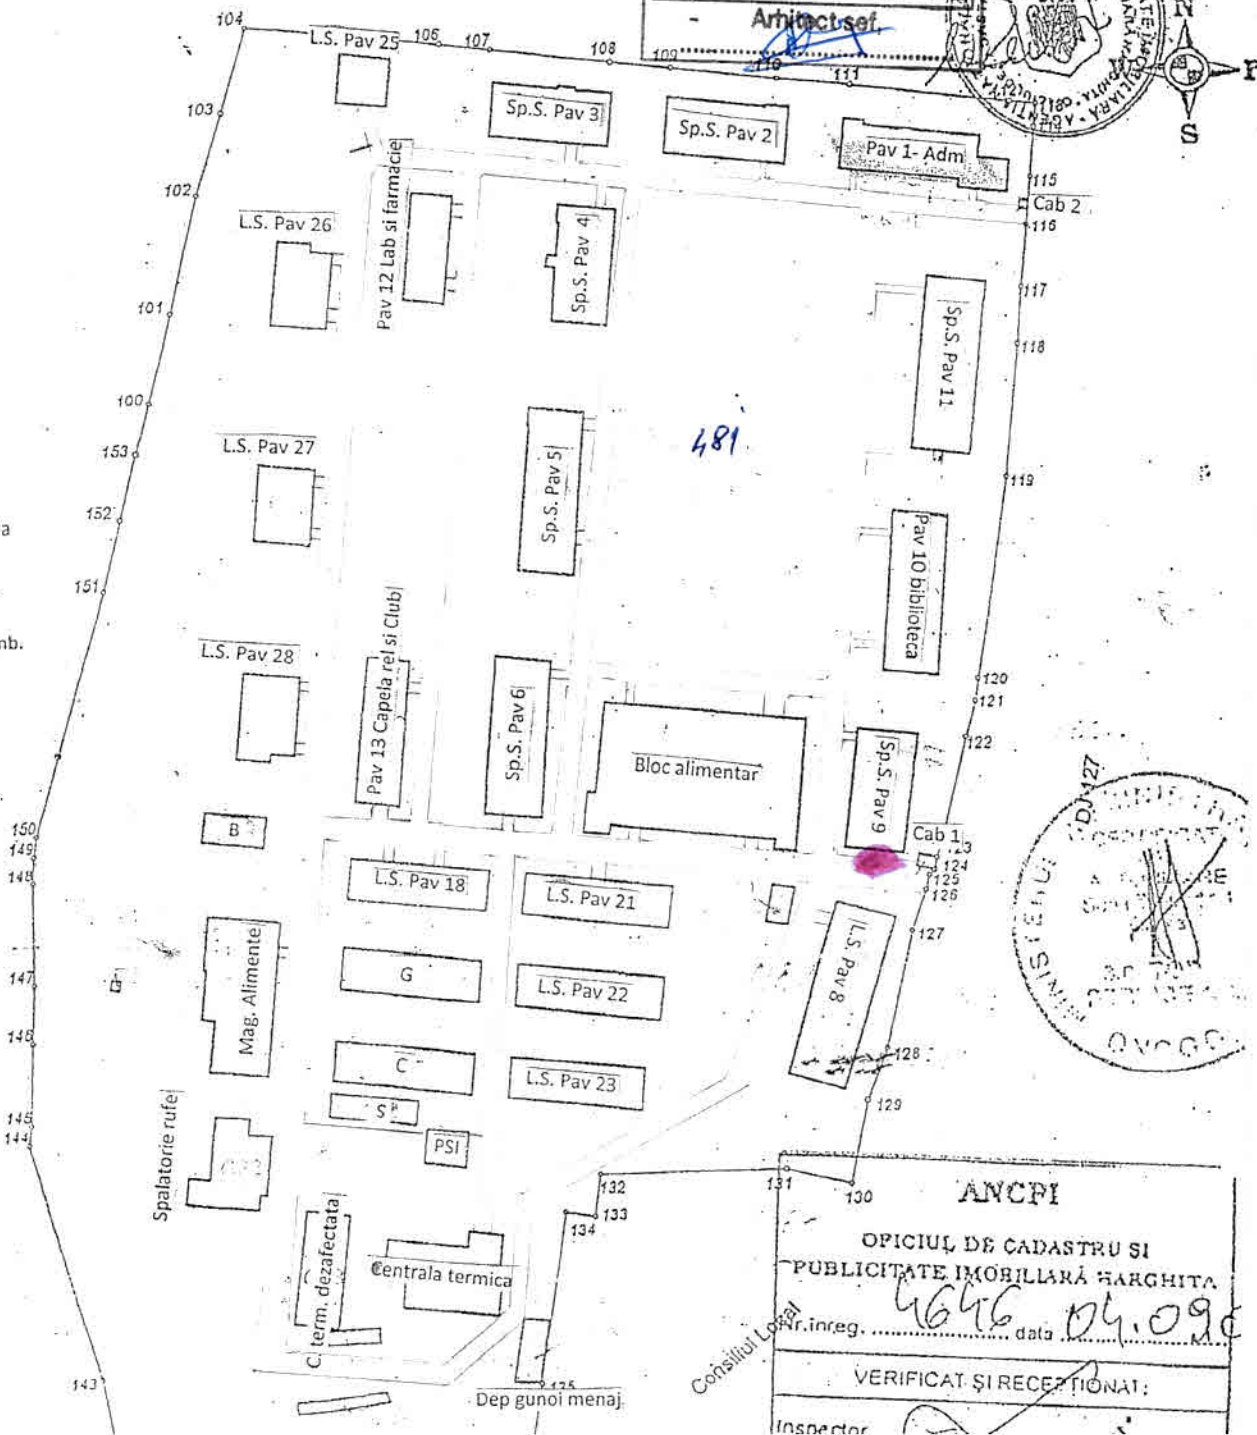 Arhitect sef,
N
S
104
L.S. Pav 25
106
107
108
109
110
111
103
Sp.S. Pav 3
Sp.S. Pav 2
Pav 1- Adm
115
Cab 2
116
102
L.S. Pav 26
Pav 12 Lab si farmacie
Sp.S. Pav 4
117
101
Sp.S. Pav 11
118
100
481
153
L.S. Pav 27
Sp.S. Pav 5
119
152
a
Pav 10 biblioteca
151
mb.
L.S. Pav 28
Pav 13 Capela rel si Club
Sp.S. Pav 6
120
121
122
Bloc alimentar
Sp.S. Pav 9
DJ 127
150
B
Cab 1
123
149
124
148
L.S. Pav 18
L.S. Pav 21
125
126
127
Mag. Alimente
147
G
L.S. Pav 22
L.S. Pav 8
MINISTERUL
146
C
L.S. Pav 23
128
S
129
145
144
PSI
Spalatorie rufe
132
131
130
133
134
C. term. dezafectata
Centrala termica
ANCPI
OFICIUL DE CADASTRU SI
PUBLICITATE IMOBILIARĂ HARGHITA
Nr.inreg. 4646 data 04.09
Consiliul Local
VERIFICAT ŞI RECEPŢIONAT:
Inspector
143
135
Dep gunoi menaj.